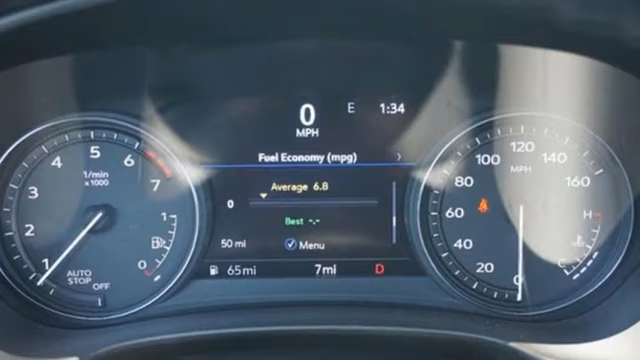 0 E 1:34
MPH
Fuel Economy (mpg) >
Average 6.8
0
Best -.-
50 mi Menu
65mi 7mi D
1 2 3 4 5 6 7
1/min
x1000
AUTO
STOP OFF
1
0
0 20 40 60 80 100 120 140 160
MPH
H